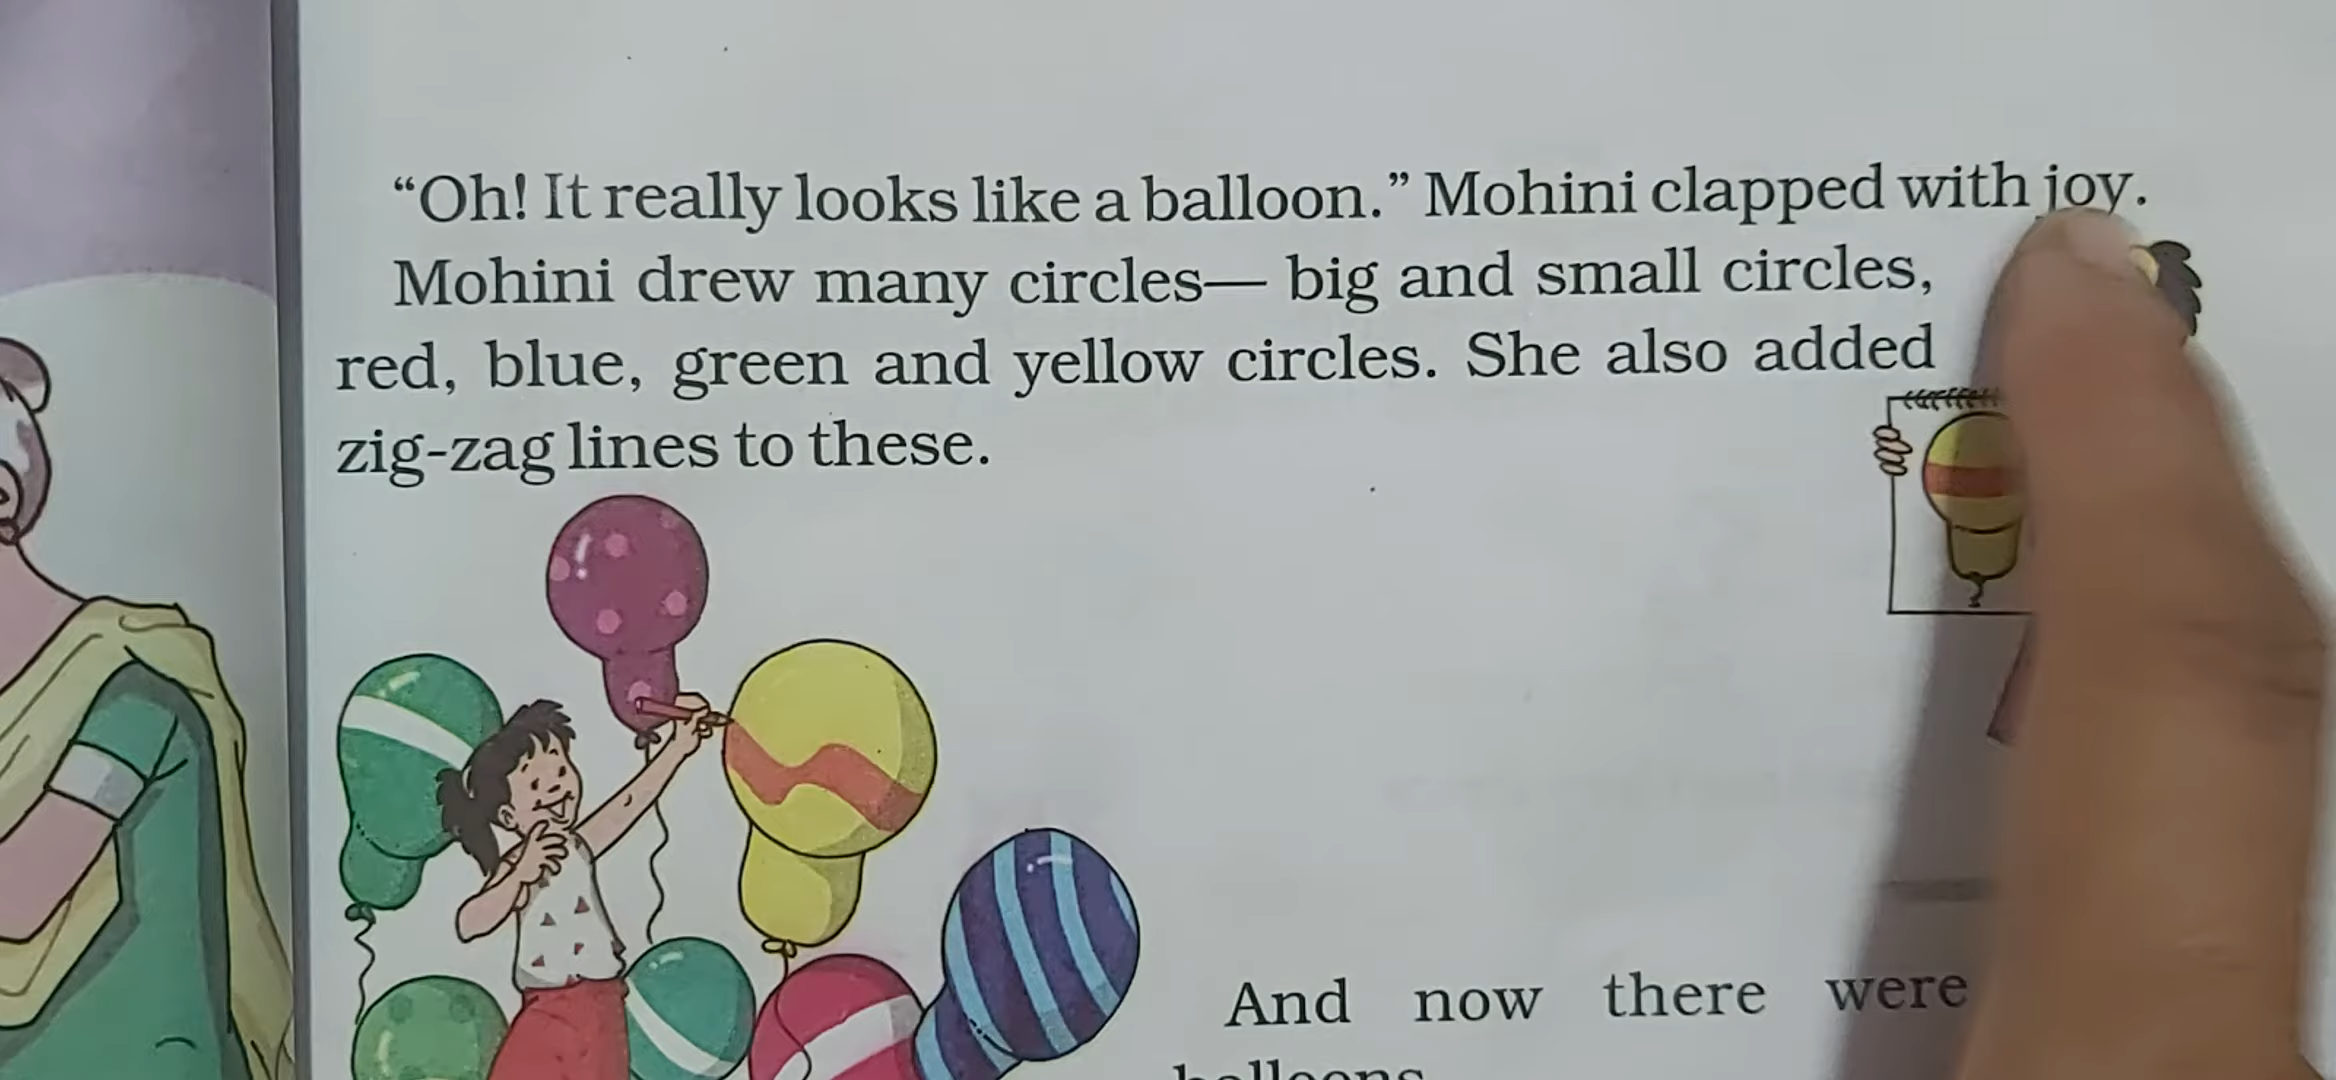 “Oh! It really looks like a balloon.” Mohini clapped with joy.
Mohini drew many circles— big and small circles,
red, blue, green and yellow circles. She also added
zig-zag lines to these.
And now there were
balloons